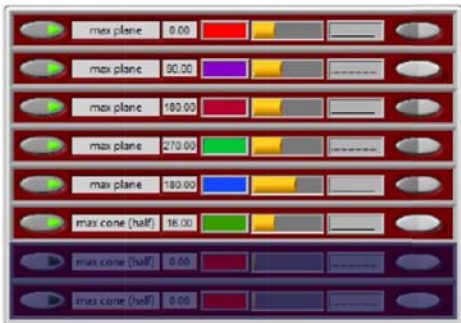 max plane 0.00
max plane 90.00
max plane 180.00
max plane 270.00
max plane 180.00
max cone (half) 16.00
max cone (half) 0.00
max cone (half) 0.00